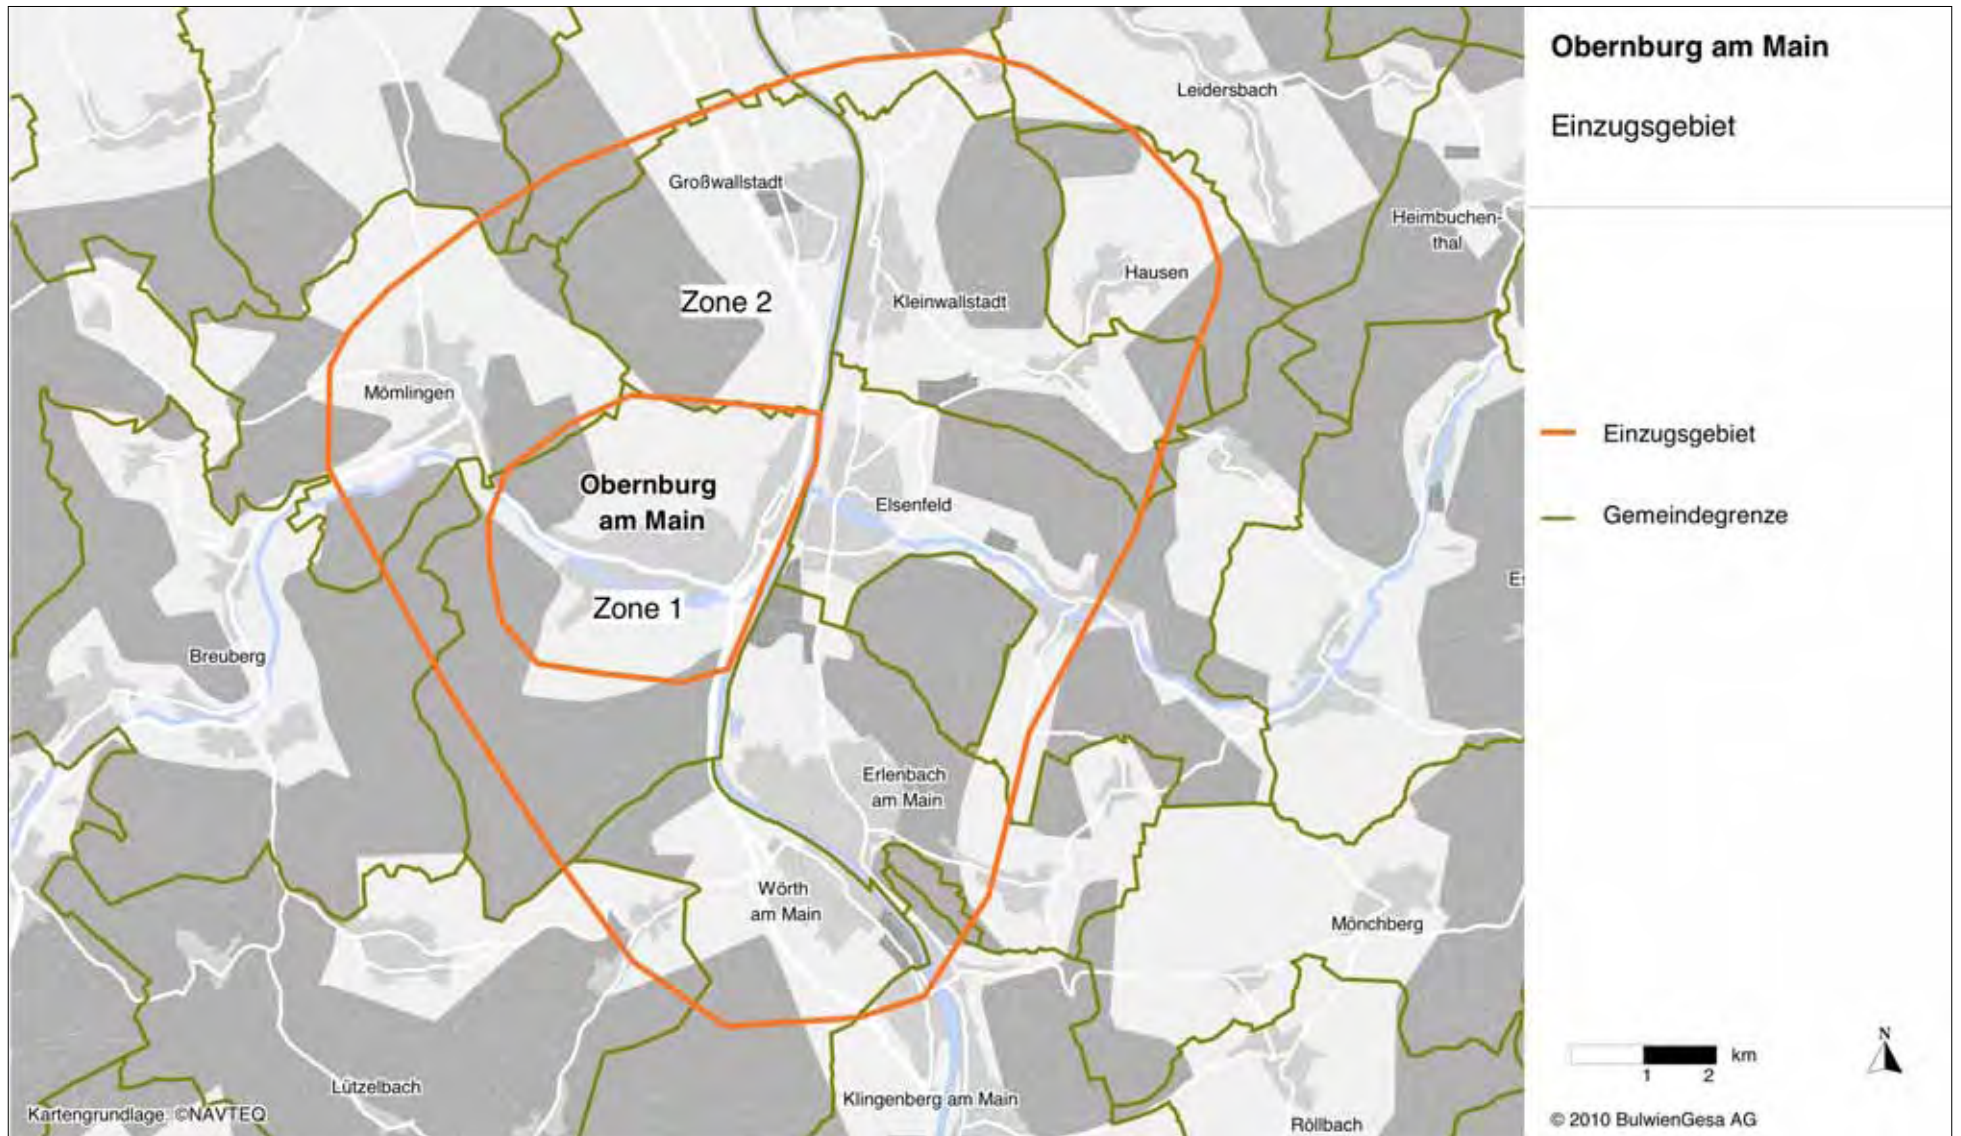 Obernburg am Main
Einzugsgebiet
Leidersbach
Großwallstadt
Heimbuchen-
thal
Hausen
Zone 2
Kleinwallstadt
Mömlingen
Obernburg
am Main
Elsenfeld
Zone 1
Breuberg
Erlenbach
am Main
Wörth
am Main
Mönchberg
Lützelbach
Klingenberg am Main
Röllbach
Kartengrundlage: ©NAVTEQ
Einzugsgebiet
Gemeindegrenze
N
km
1 2
© 2010 BulwienGesa AG